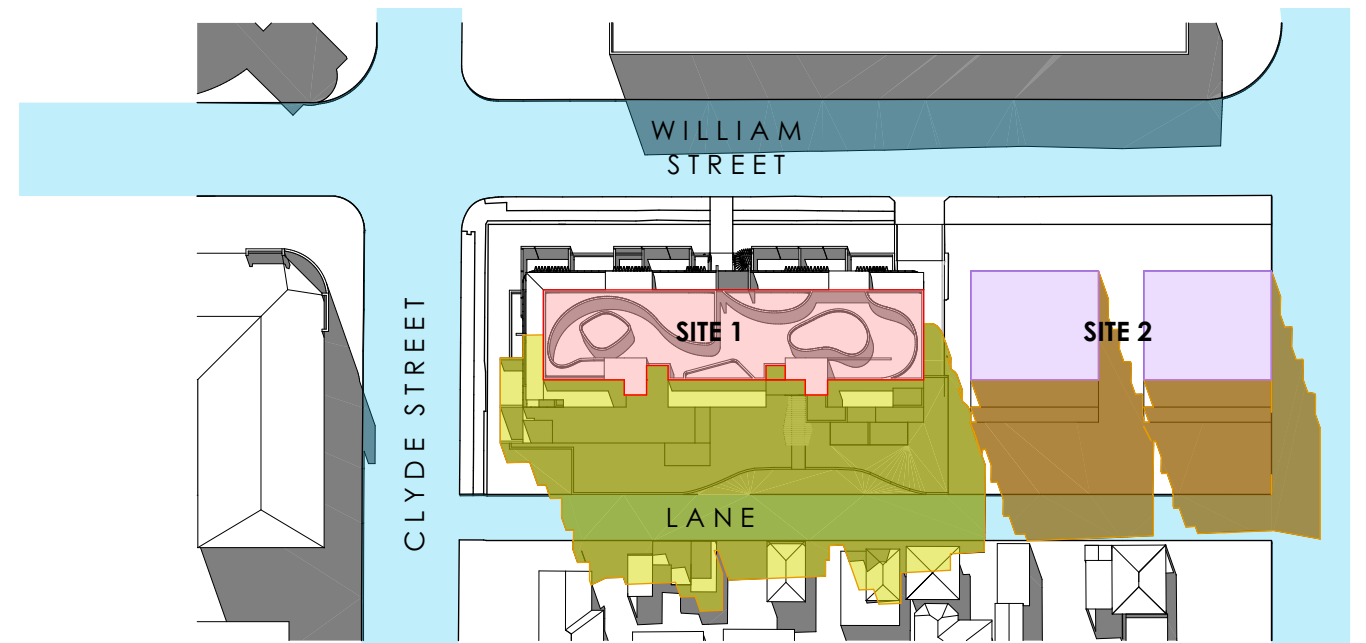 WILLIAM
STREET
SITE 1
SITE 2
CLYDE STREET
LANE